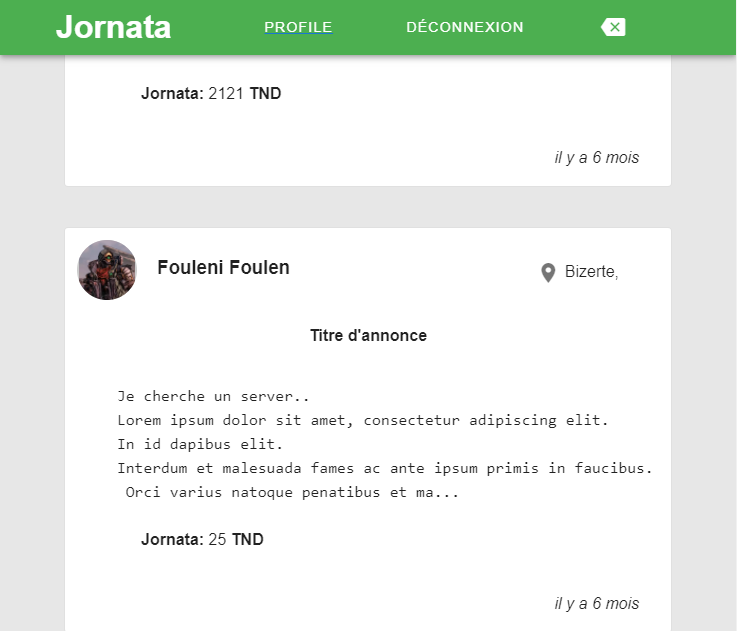 Jornata PROFILE DÉCONNEXION
Jornata: 2121 TND
il y a 6 mois
Fouleni Foulen
Bizerte,
Titre d'annonce
Je cherche un server..
Lorem ipsum dolor sit amet, consectetur adipiscing elit.
In id dapibus elit.
Interdum et malesuada fames ac ante ipsum primis in faucibus.
Orci varius natoque penatibus et ma...
Jornata: 25 TND
il y a 6 mois